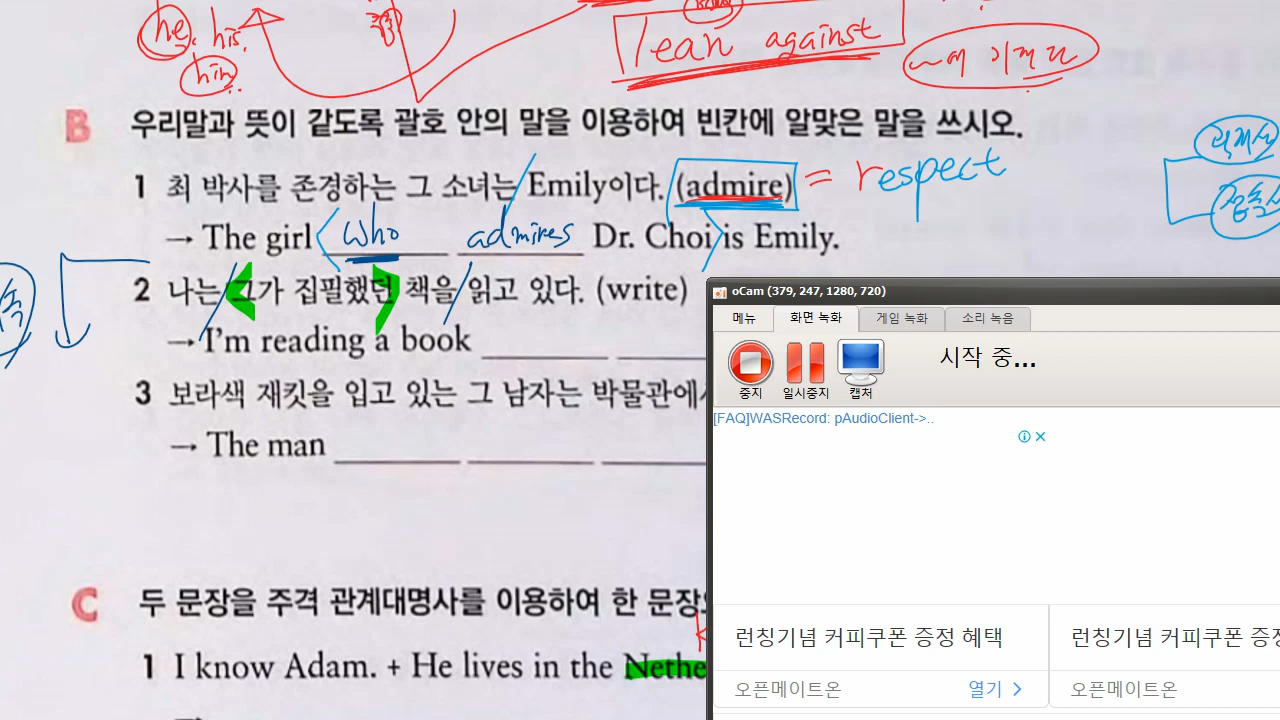 he. his.
him.
lean against
~에 기대다
B 우리말과 뜻이 같도록 괄호 안의 말을 이용하여 빈칸에 알맞은 말을 쓰시오.
1 최 박사를 존경하는 그 소녀는 Emily이다. (admire) = respect
→ The girl who admires Dr. Choi is Emily.
2 나는 그가 집필했던 책을 읽고 있다. (write)
→ I'm reading a book
3 보라색 재킷을 입고 있는 그 남자는 박물관에서
→ The man
C 두 문장을 주격 관계대명사를 이용하여 한 문장
1 I know Adam. + He lives in the Nethe
oCam (379, 247, 1280, 720)
메뉴 화면 녹화 게임 녹화 소리 녹음
중지 일시중지 캡처 시작 중...
[FAQ]WASRecord: pAudioClient->..
런칭기념 커피쿠폰 증정 혜택 런칭기념 커피쿠폰 증정
오픈메이트온 열기 오픈메이트온